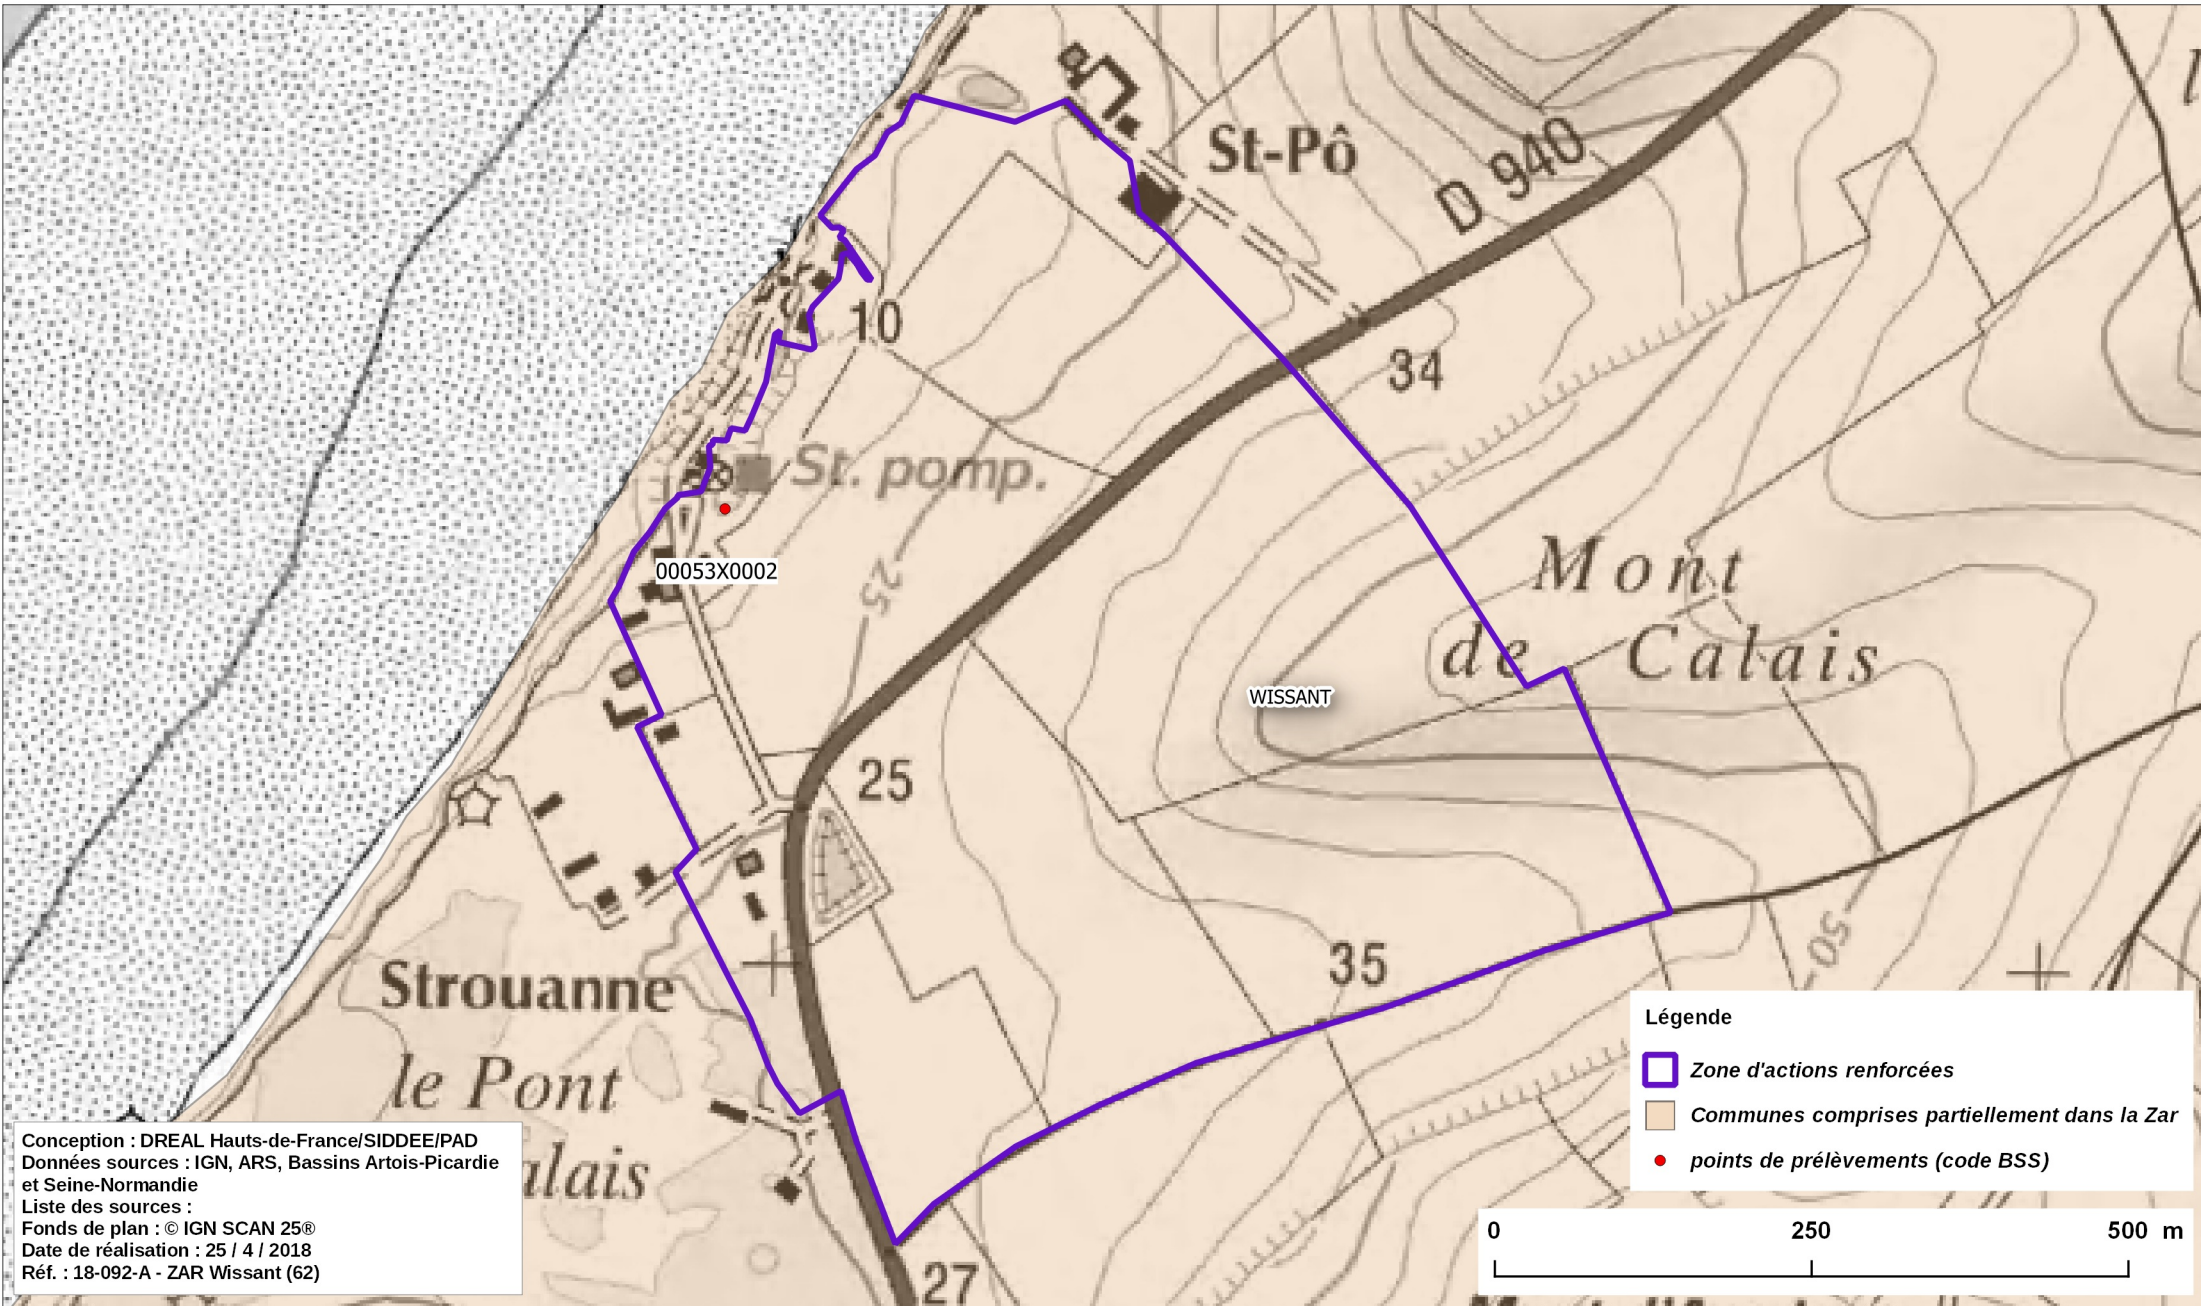 St-Pô
D 940
10
34
St. pomp.
00053X0002
25
Mont
de Calais
WISSANT
25
35
50
Strouanne
le Pont
alais
27
Légende
Zone d'actions renforcées
Communes comprises partiellement dans la Zar
points de prélèvements (code BSS)
0 250 500 m
Conception : DREAL Hauts-de-France/SIDDEE/PAD
Données sources : IGN, ARS, Bassins Artois-Picardie
et Seine-Normandie
Liste des sources :
Fonds de plan : © IGN SCAN 25®
Date de réalisation : 25 / 4 / 2018
Réf. : 18-092-A - ZAR Wissant (62)